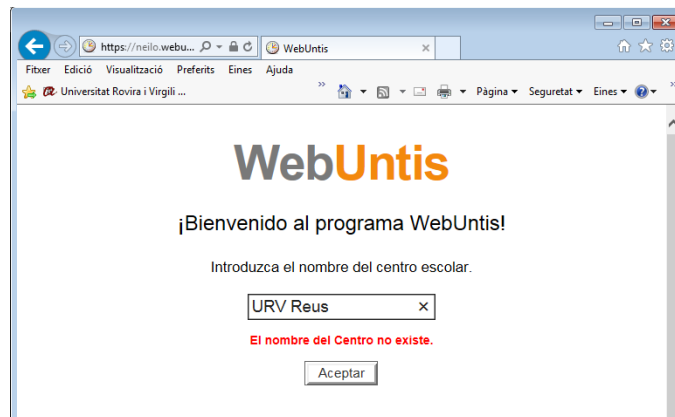 https://neilo.webu...
WebUntis
Fitxer Edició Visualització Preferits Eines Ajuda
Universitat Rovira i Virgili ...
Pàgina Seguretat Eines
WebUntis
¡Bienvenido al programa WebUntis!
Introduzca el nombre del centro escolar.
URV Reus
El nombre del Centro no existe.
Aceptar